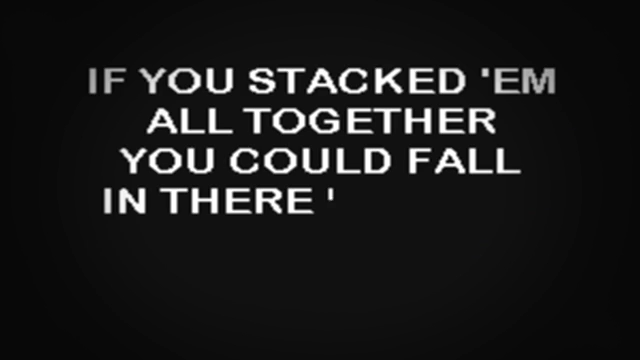 IF YOU STACKED 'EM
ALL TOGETHER
YOU COULD FALL
IN THERE '